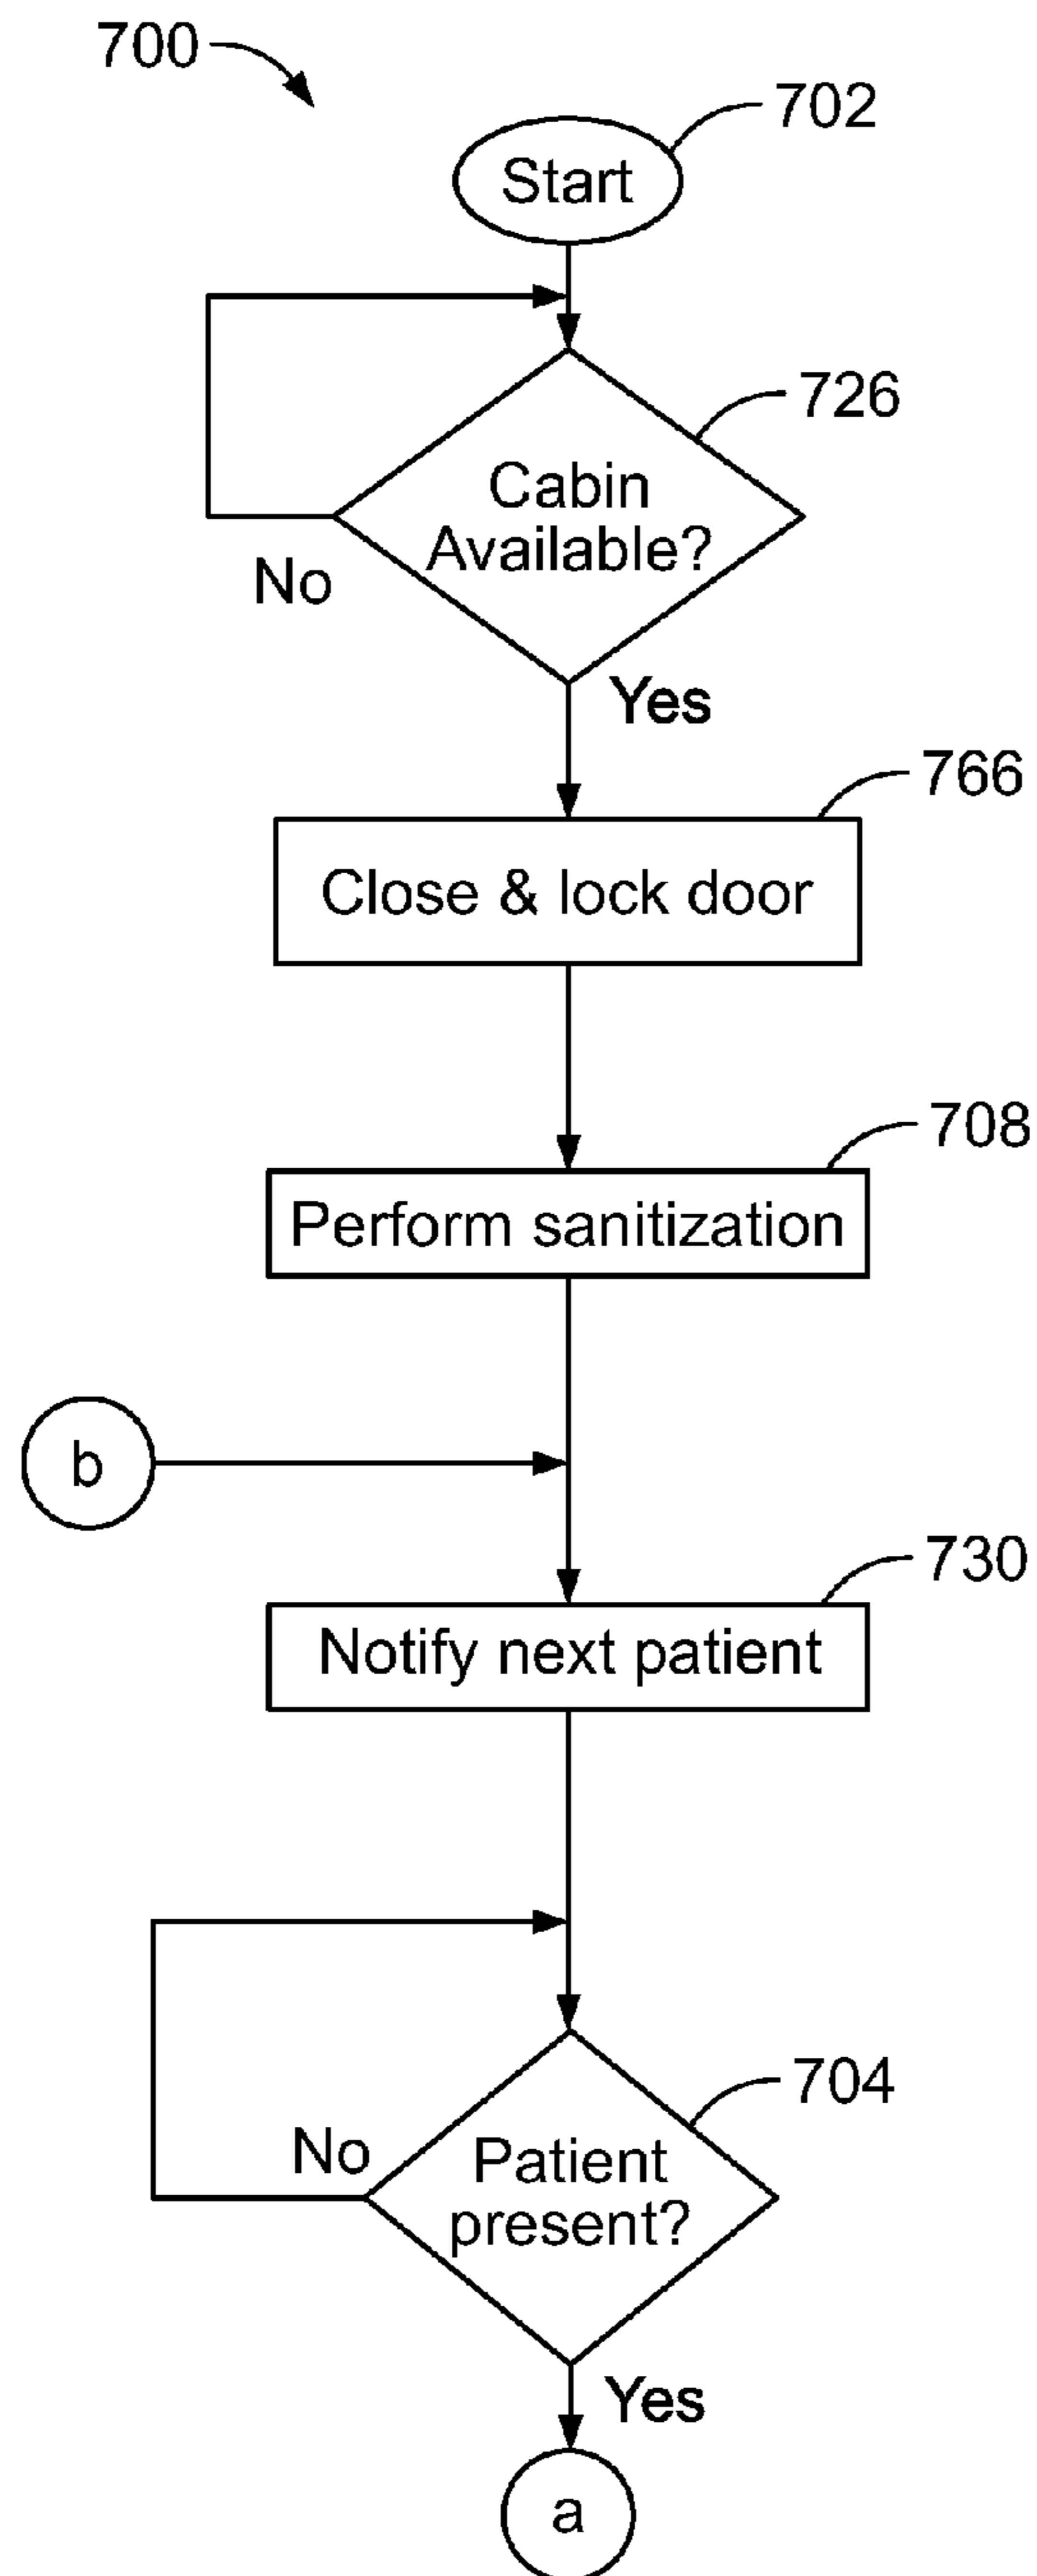 700
702
Start
726
Cabin
Available?
No
Yes
766
Close & lock door
708
Perform sanitization
b
730
Notify next patient
704
No
Patient
present?
Yes
a